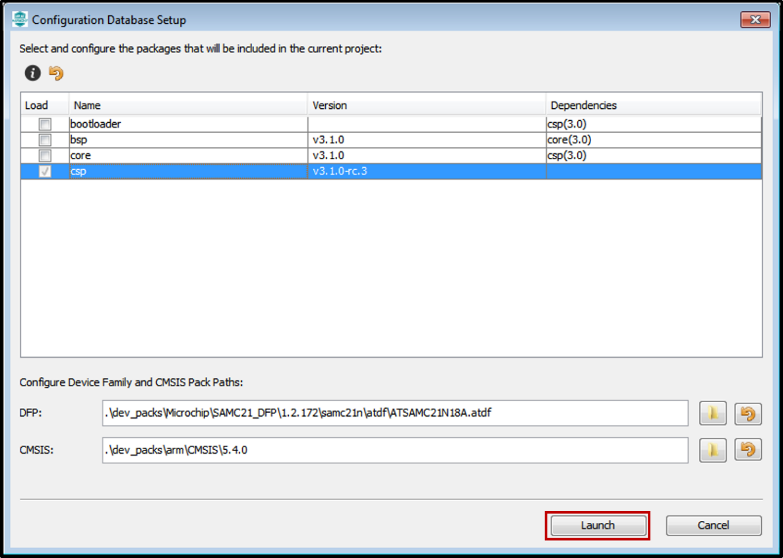 Configuration Database Setup
Select and configure the packages that will be included in the current project:
Load Name Version Dependencies
bootloader csp(3.0)
bsp v3.1.0 core(3.0)
core v3.1.0 csp(3.0)
csp v3.1.0-rc.3
Configure Device Family and CMSIS Pack Paths:
DFP: .\dev_packs\Microchip\SAMC21_DFP\1.2.172\samc21n\atdf\ATSAMC21N18A.atdf
CMSIS: .\dev_packs\arm\CMSIS\5.4.0
Launch Cancel